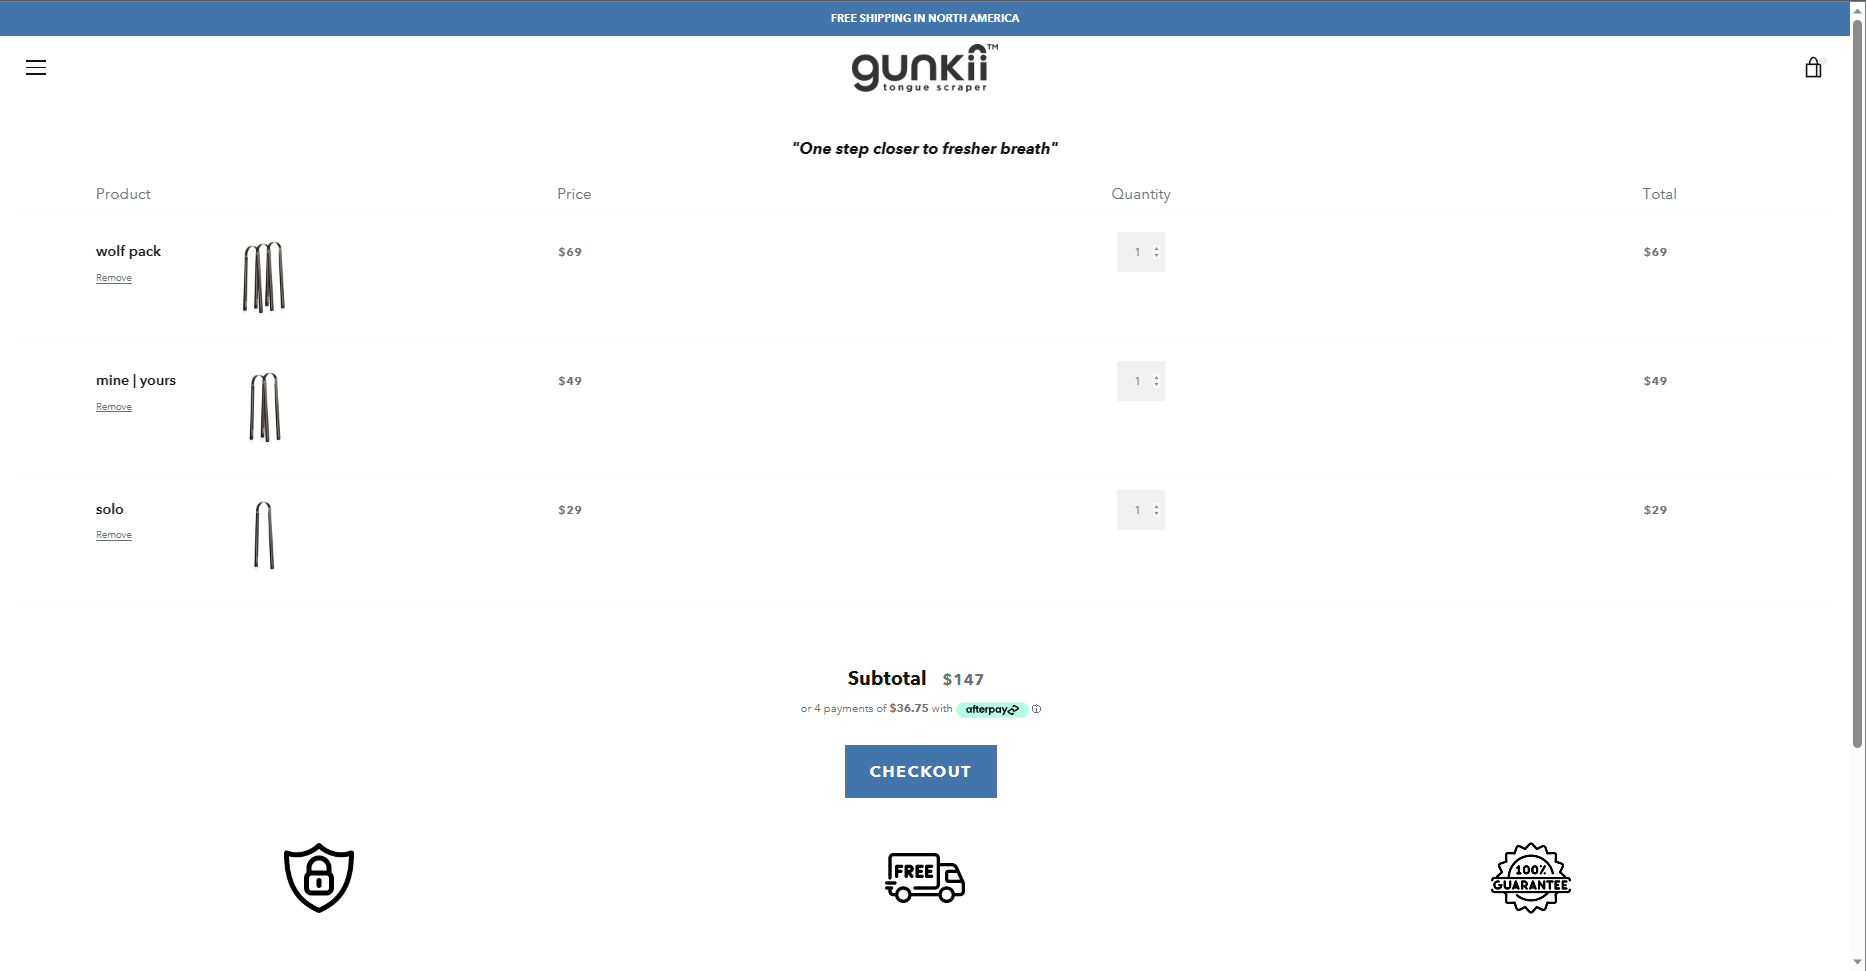 FREE SHIPPING IN NORTH AMERICA
gunkii™
tongue scraper
"One step closer to fresher breath"
Product Price Quantity Total
wolf pack $69 1 $69
Remove
mine | yours $49 1 $49
Remove
solo $29 1 $29
Remove
Subtotal $147
or 4 payments of $36.75 with afterpay ⓘ
CHECKOUT
FREE
100%
GUARANTEE